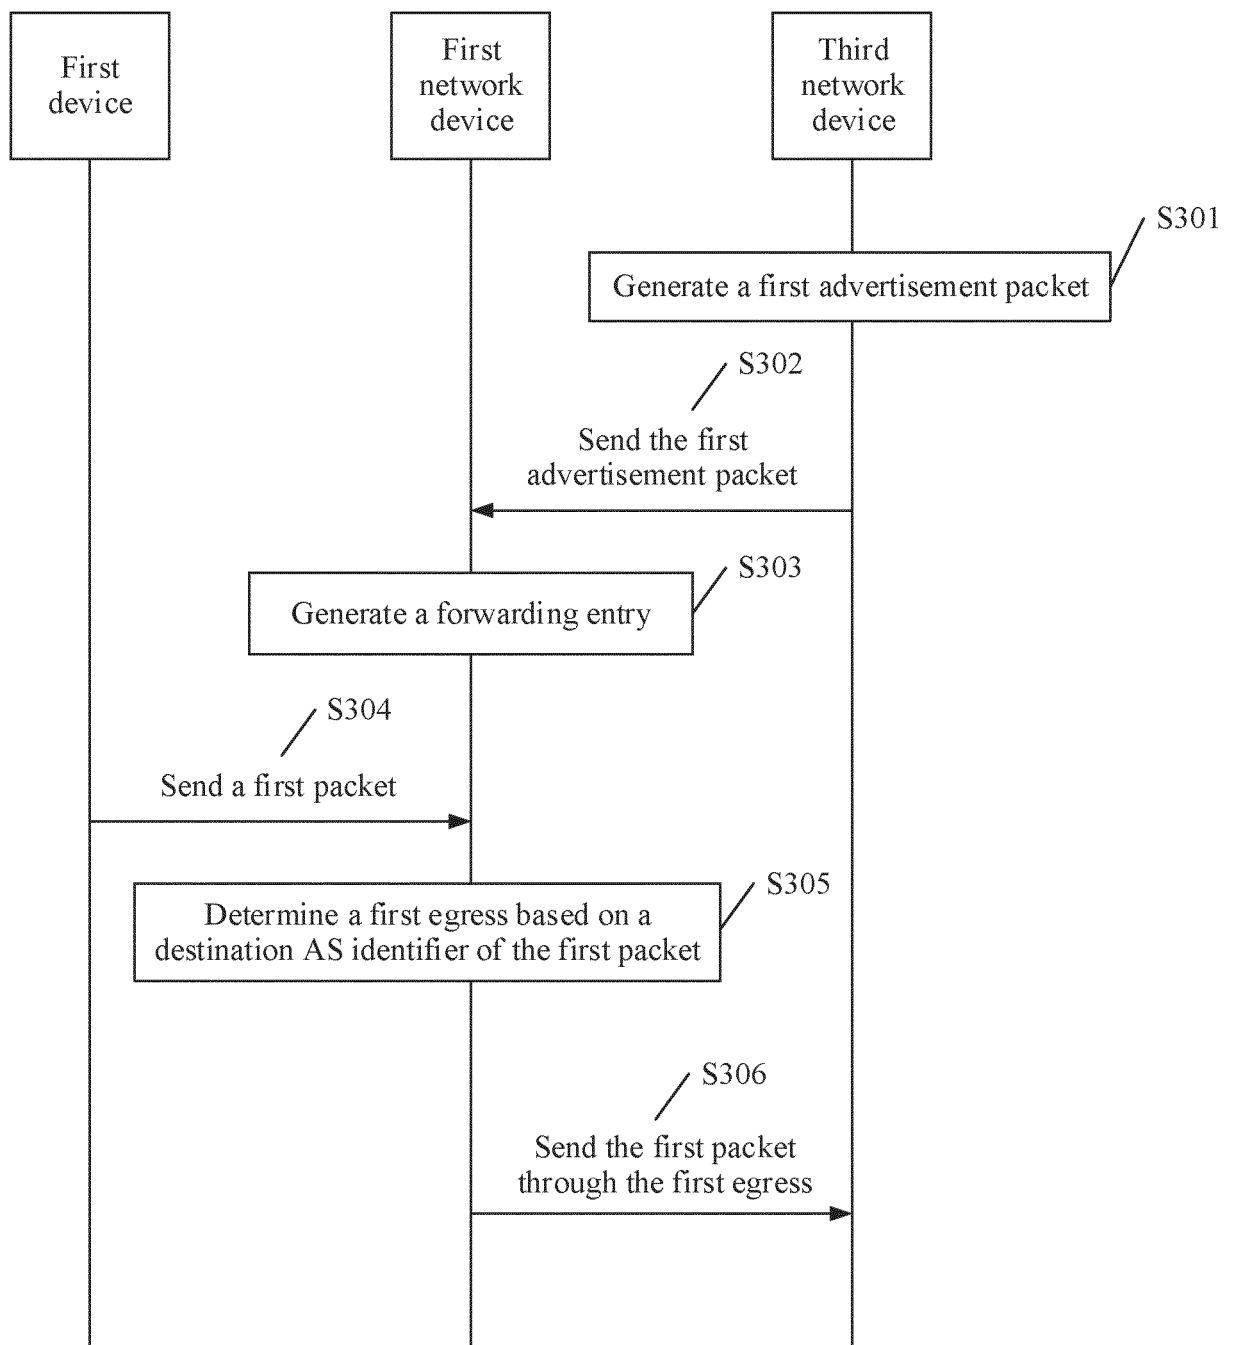 First
device
First
network
device
Third
network
device
S301
Generate a first advertisement packet
S302
Send the first
advertisement packet
S303
Generate a forwarding entry
S304
Send a first packet
S305
Determine a first egress based on a
destination AS identifier of the first packet
S306
Send the first packet
through the first egress